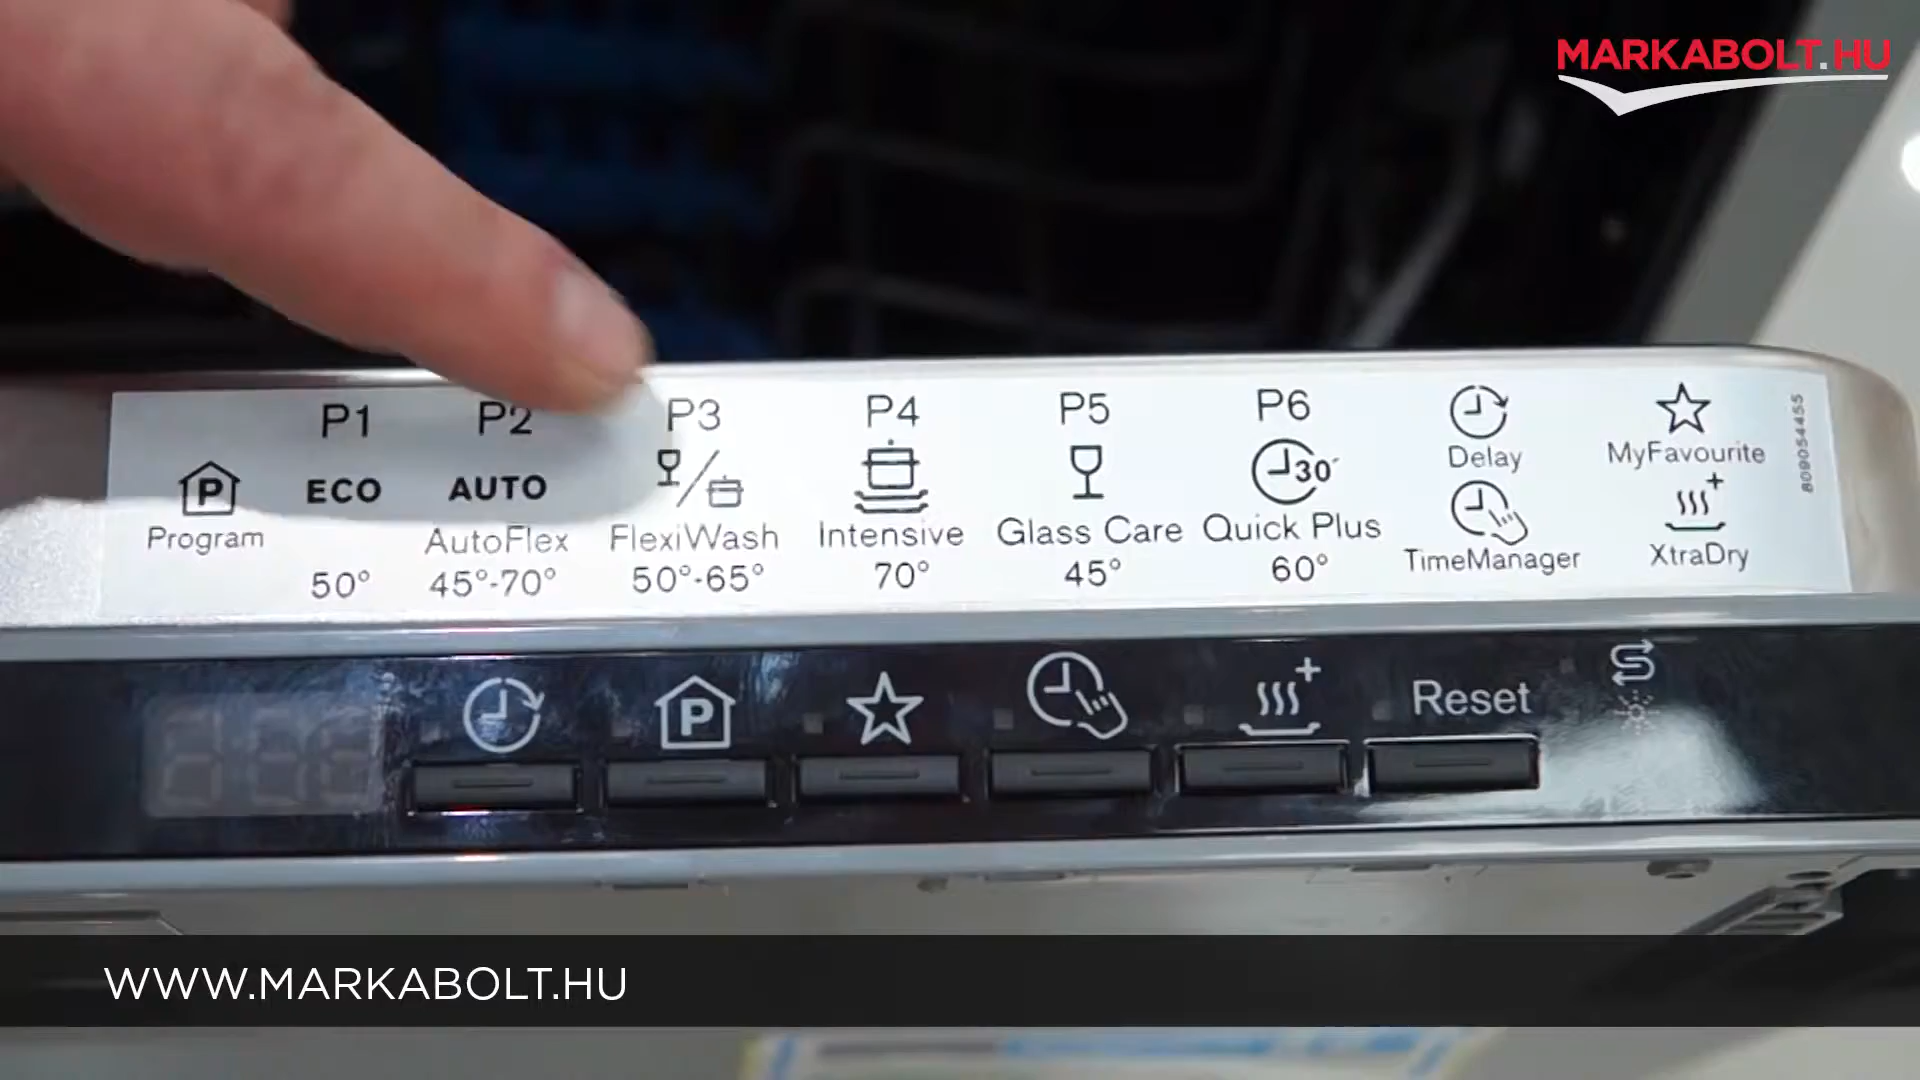 MARKABOLT.HU
P1 P2 P3 P4 P5 P6
P ECO AUTO 30'
Program AutoFlex FlexiWash Intensive Glass Care Quick Plus
50° 45°-70° 50°-65° 70° 45° 60°
Delay MyFavourite
TimeManager XtraDry
809054455
P Reset
WWW.MARKABOLT.HU